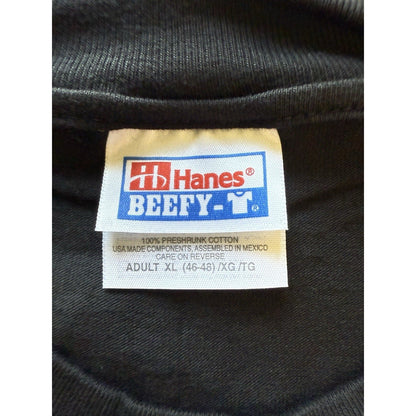 Hanes®
BEEFY-T®
100% PRESHRUNK COTTON
USA MADE COMPONENTS, ASSEMBLED IN MEXICO
CARE ON REVERSE
ADULT XL (46-48) /XG /TG